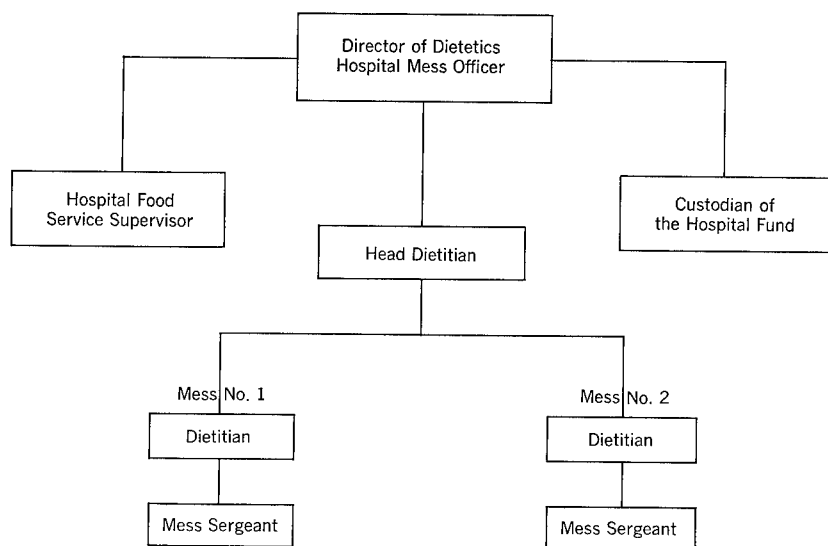 Director of Dietetics
Hospital Mess Officer
Hospital Food
Service Supervisor
Custodian of
the Hospital Fund
Head Dietitian
Mess No. 1
Mess No. 2
Dietitian
Dietitian
Mess Sergeant
Mess Sergeant